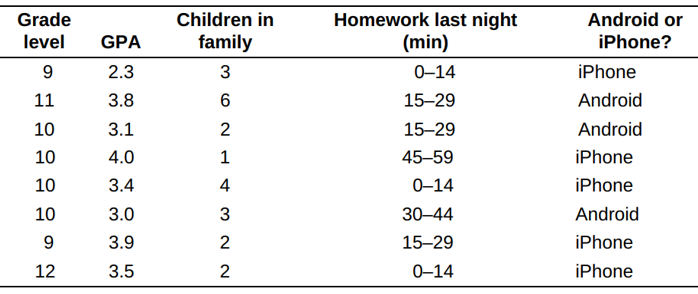 Grade level GPA Children in family Homework last night (min) Android or iPhone?
9 2.3 3 0–14 iPhone
11 3.8 6 15–29 Android
10 3.1 2 15–29 Android
10 4.0 1 45–59 iPhone
10 3.4 4 0–14 iPhone
10 3.0 3 30–44 Android
9 3.9 2 15–29 iPhone
12 3.5 2 0–14 iPhone